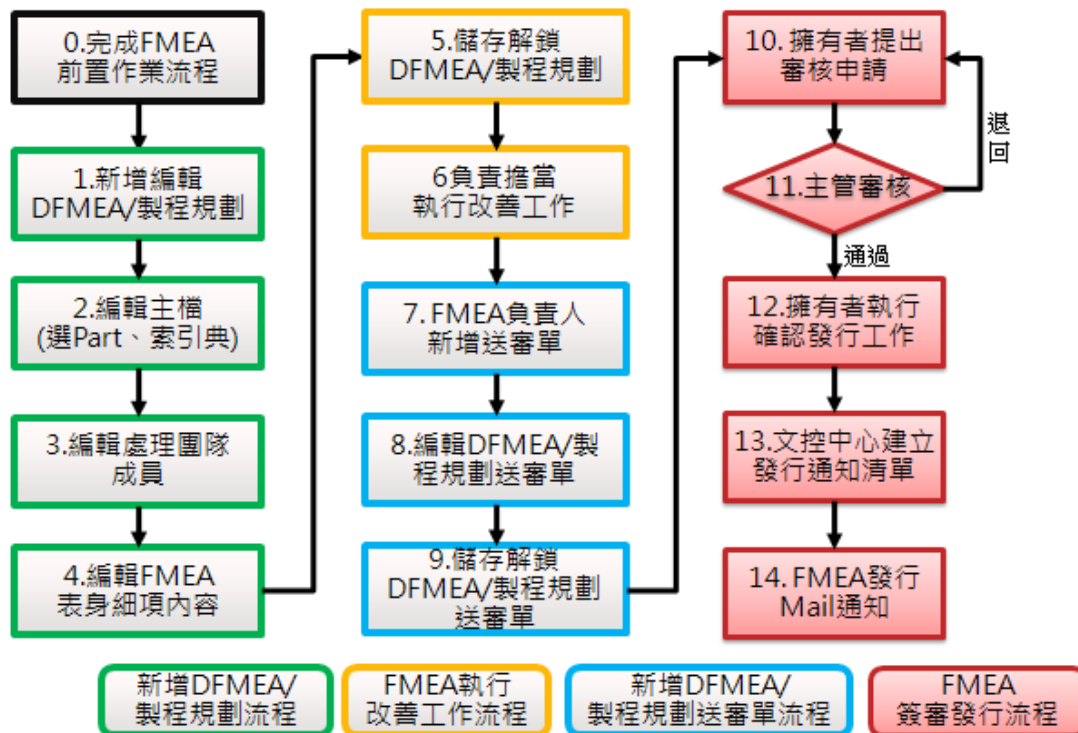 0.完成FMEA
前置作業流程
1.新增編輯
DFMEA/製程規劃
2.編輯主檔
(選Part、索引典)
3.編輯處理團隊
成員
4.編輯FMEA
表身細項內容
5.儲存解鎖
DFMEA/製程規劃
6負責擔當
執行改善工作
7.FMEA負責人
新增送審單
8.編輯DFMEA/製
程規劃送審單
9.儲存解鎖
DFMEA/製程規劃
送審單
10.擁有者提出
審核申請
退
回
11.主管審核
通過
12.擁有者執行
確認發行工作
13.文控中心建立
發行通知清單
14.FMEA發行
Mail通知
新增DFMEA/
製程規劃流程
FMEA執行
改善工作流程
新增DFMEA/
製程規劃送審單流程
FMEA
簽審發行流程